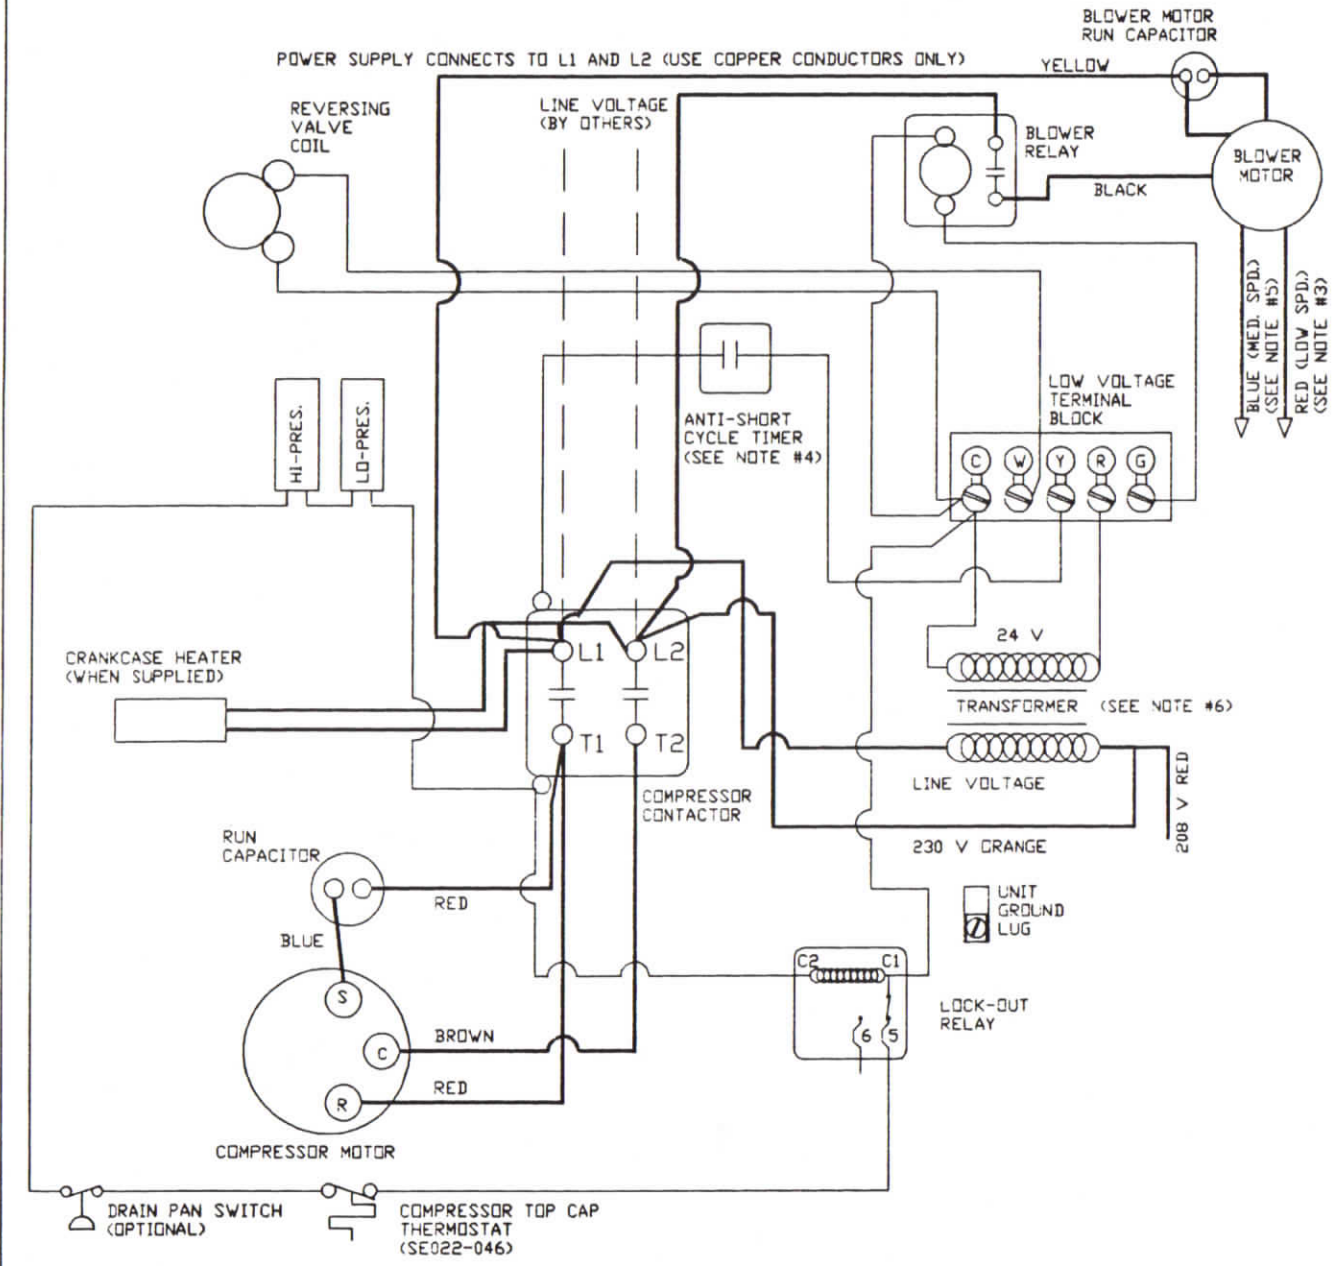 BLOWER MOTOR
RUN CAPACITOR
POWER SUPPLY CONNECTS TO L1 AND L2 (USE COPPER CONDUCTORS ONLY)
YELLOW
REVERSING
VALVE
COIL
LINE VOLTAGE
(BY OTHERS)
BLOWER
RELAY
BLOWER
MOTOR
BLACK
BLUE (MED. SPD.)
(SEE NOTE #5)
RED (LOW SPD.)
(SEE NOTE #3)
HI-PRES.
LO-PRES.
ANTI-SHORT
CYCLE TIMER
(SEE NOTE #4)
LOW VOLTAGE
TERMINAL
BLOCK
C W Y R G
24 V
CRANKCASE HEATER
(WHEN SUPPLIED)
L1 L2
TRANSFORMER (SEE NOTE #6)
T1 T2
LINE VOLTAGE
208 V RED
COMPRESSOR
CONTACTOR
230 V ORANGE
RUN
CAPACITOR
RED
BLUE
UNIT
GROUND
LUG
C2 C1
S
LOCK-OUT
RELAY
6 5
BROWN
C
RED
R
COMPRESSOR MOTOR
DRAIN PAN SWITCH
(OPTIONAL)
COMPRESSOR TOP CAP
THERMOSTAT
(SE022-046)